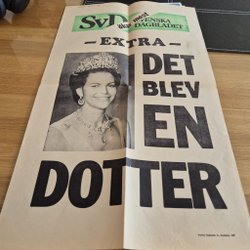 SvD SVENSKA
DAGBLADET
- EXTRA -
DET
BLEV
EN
DOTTER